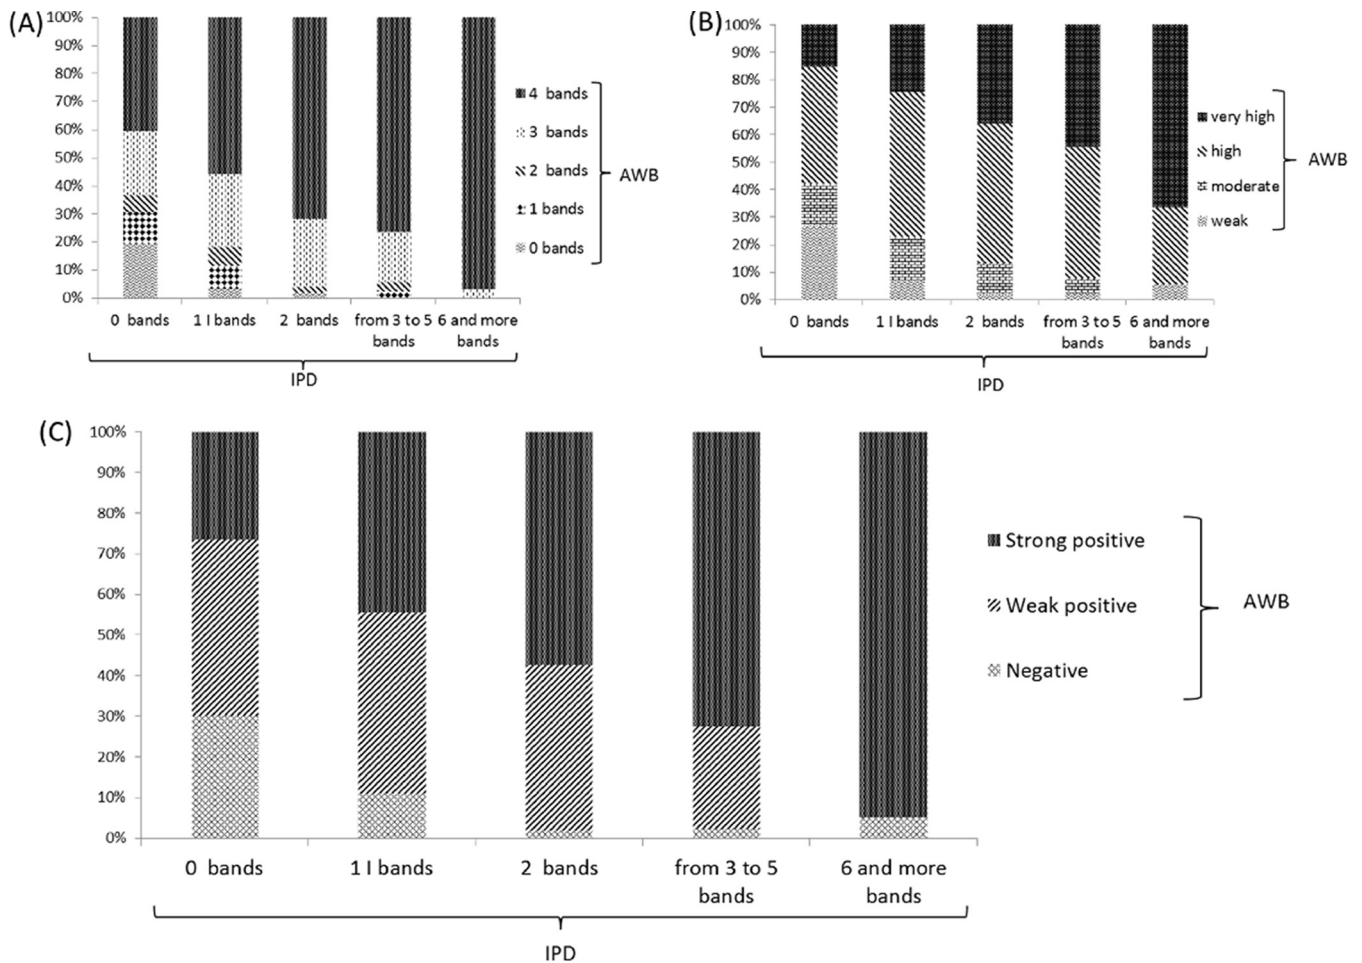 (A)
100%
90%
80%
70%
60%
50%
40%
30%
20%
10%
0%
0 bands
1 I bands
2 bands
from 3 to 5
bands
6 and more
bands
IPD
4 bands
3 bands
2 bands
1 bands
0 bands
AWB
(B)
100%
90%
80%
70%
60%
50%
40%
30%
20%
10%
0%
0 bands
1 I bands
2 bands
from 3 to 5
bands
6 and more
bands
IPD
very high
high
moderate
weak
AWB
(C)
100%
90%
80%
70%
60%
50%
40%
30%
20%
10%
0%
0 bands
1 I bands
2 bands
from 3 to 5
bands
6 and more
bands
IPD
Strong positive
Weak positive
Negative
AWB